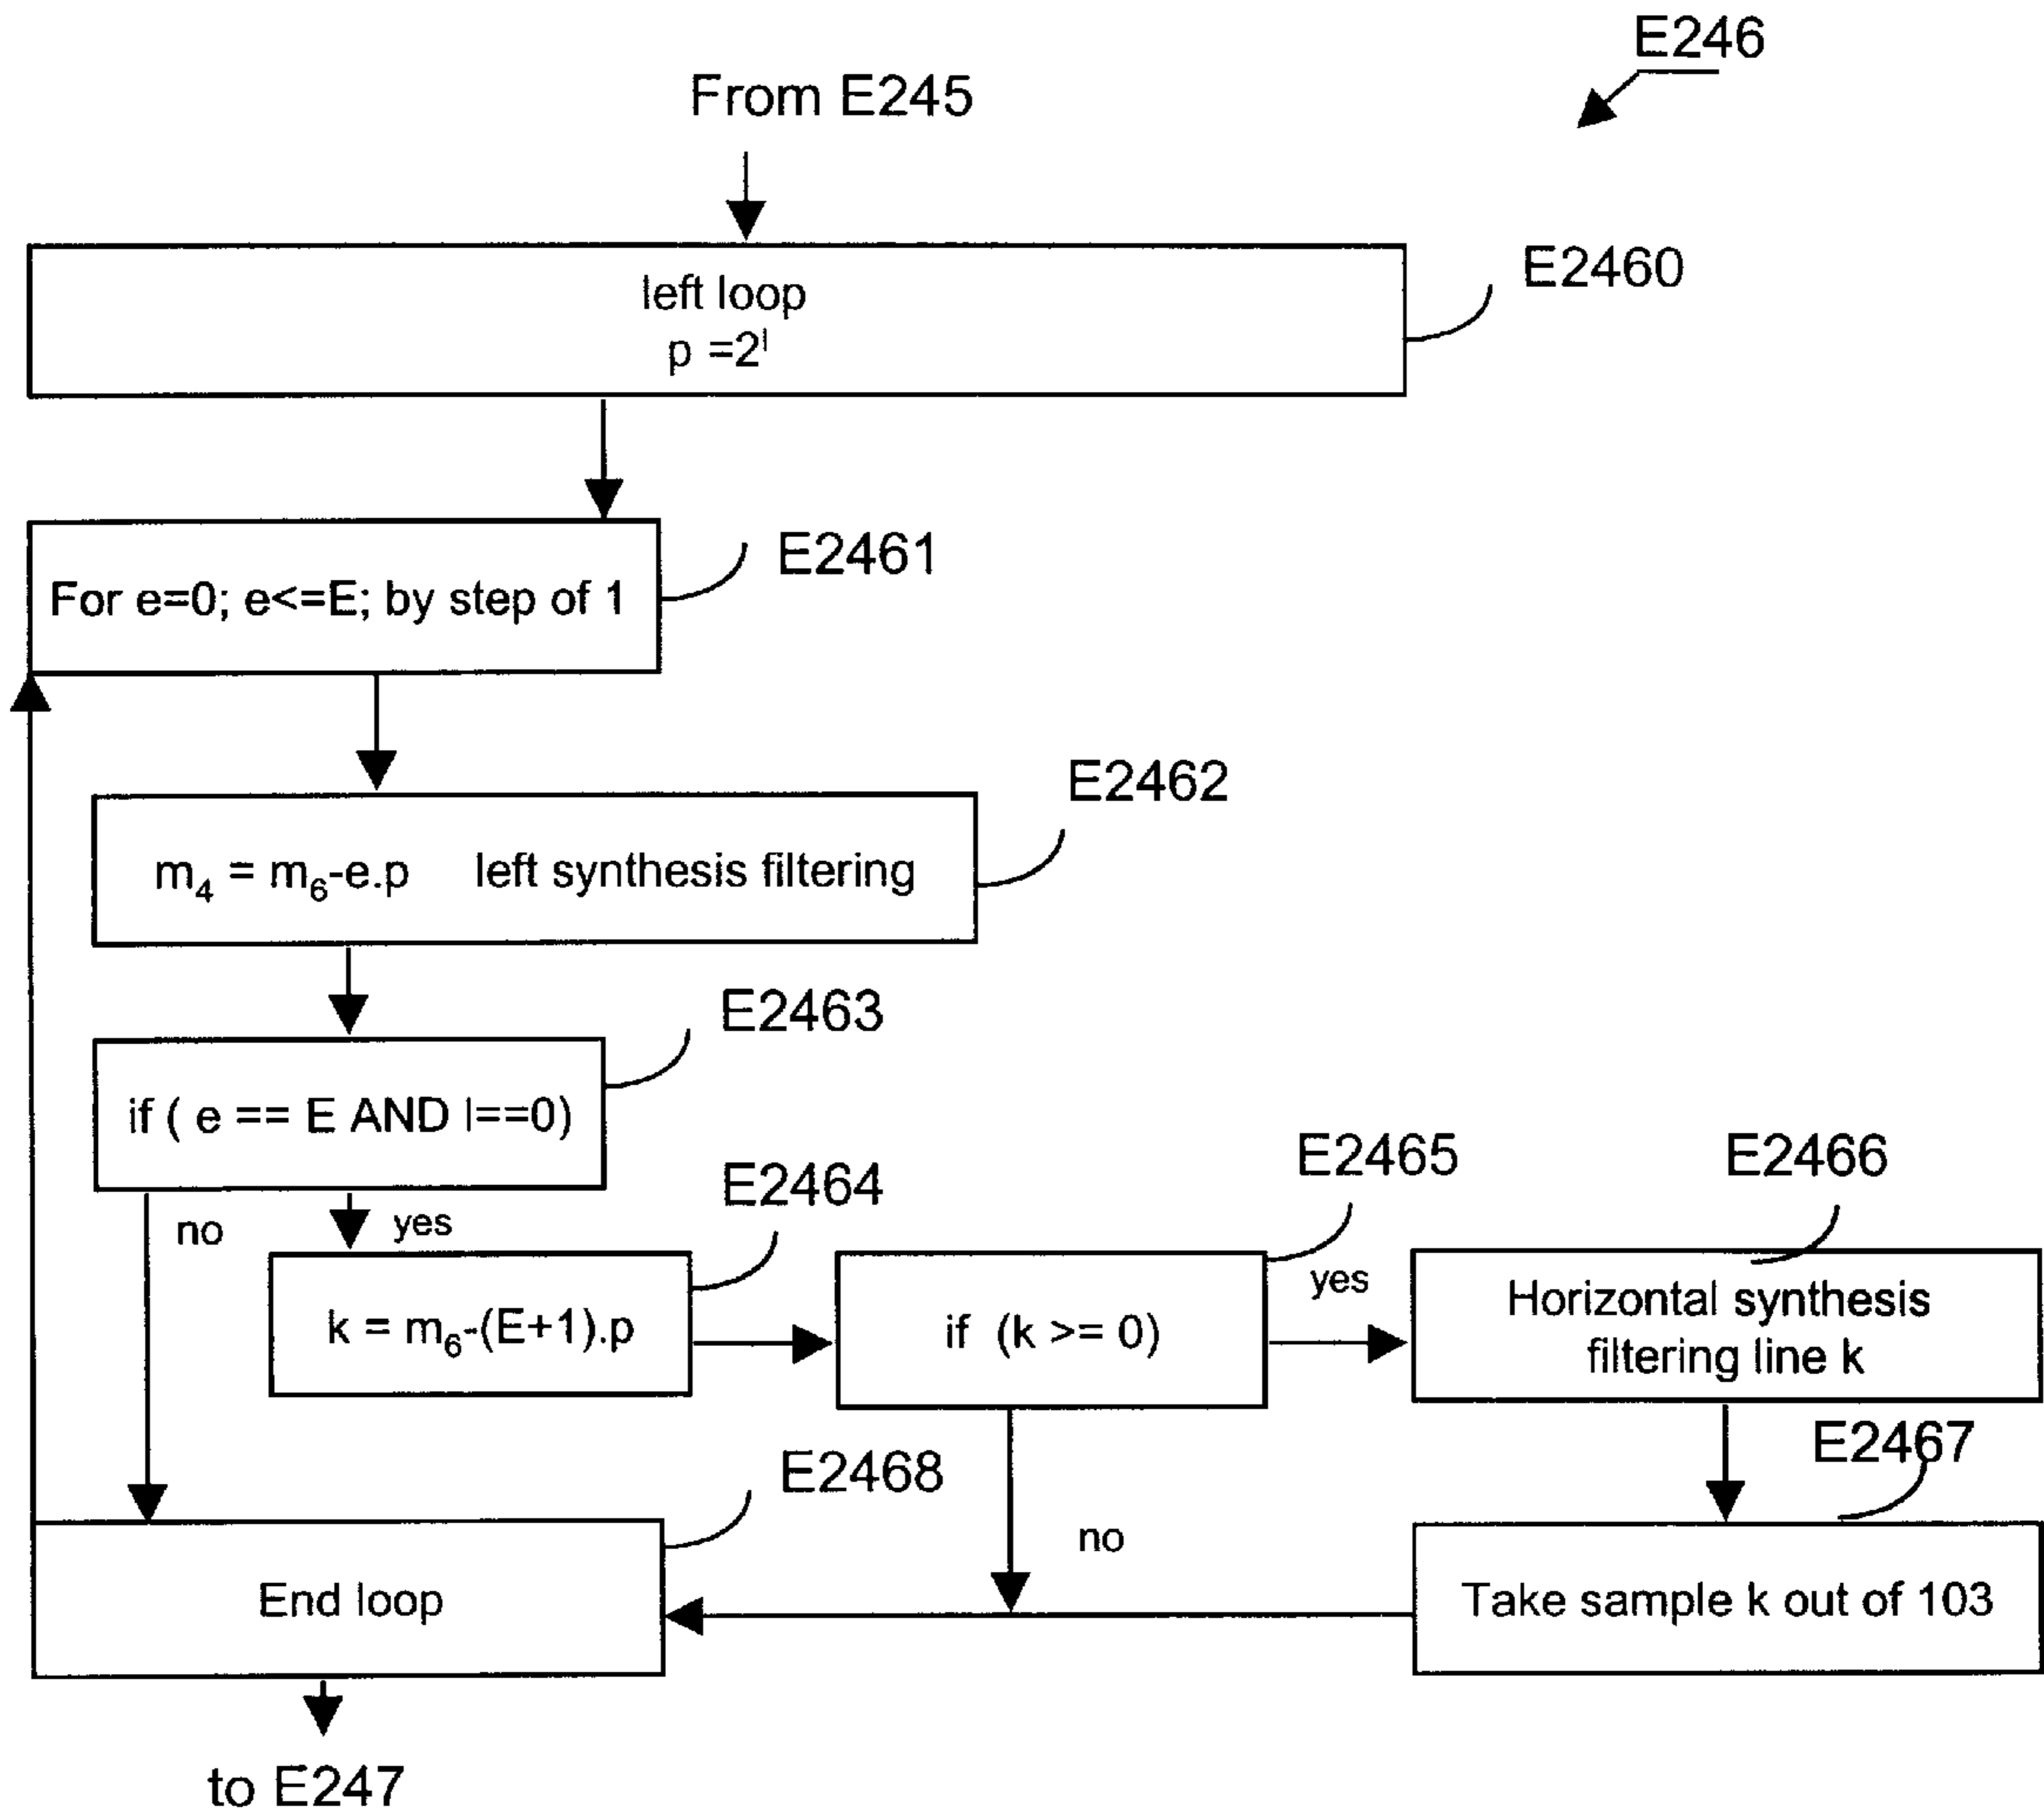 E246
From E245
E2460
left loop
p =2^l
E2461
For e=0; e<=E; by step of 1
E2462
m₄ = m₆-e.p left synthesis filtering
E2463
if ( e == E AND l==0)
E2464
E2465
E2466
no
yes
k = m₆-(E+1).p
if (k >= 0)
yes
Horizontal synthesis
filtering line k
E2467
E2468
no
End loop
Take sample k out of 103
to E247